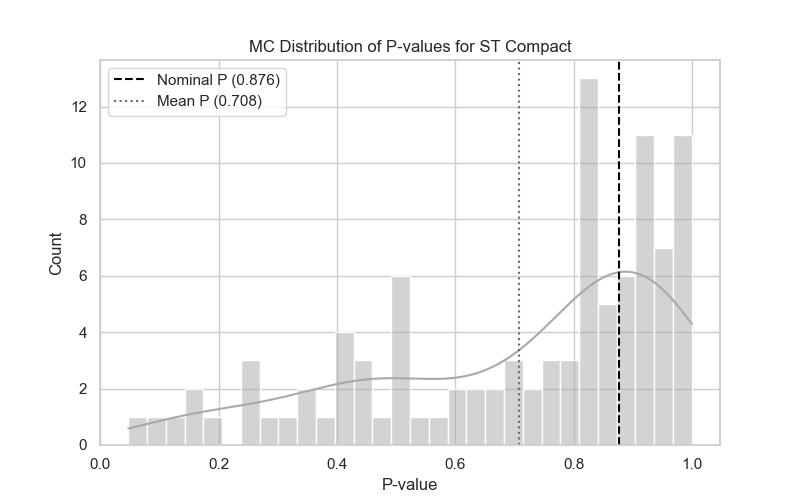 MC Distribution of P-values for ST Compact
Nominal P (0.876)
Mean P (0.708)
Count
12
10
8
6
4
2
0
0.0 0.2 0.4 0.6 0.8 1.0
P-value